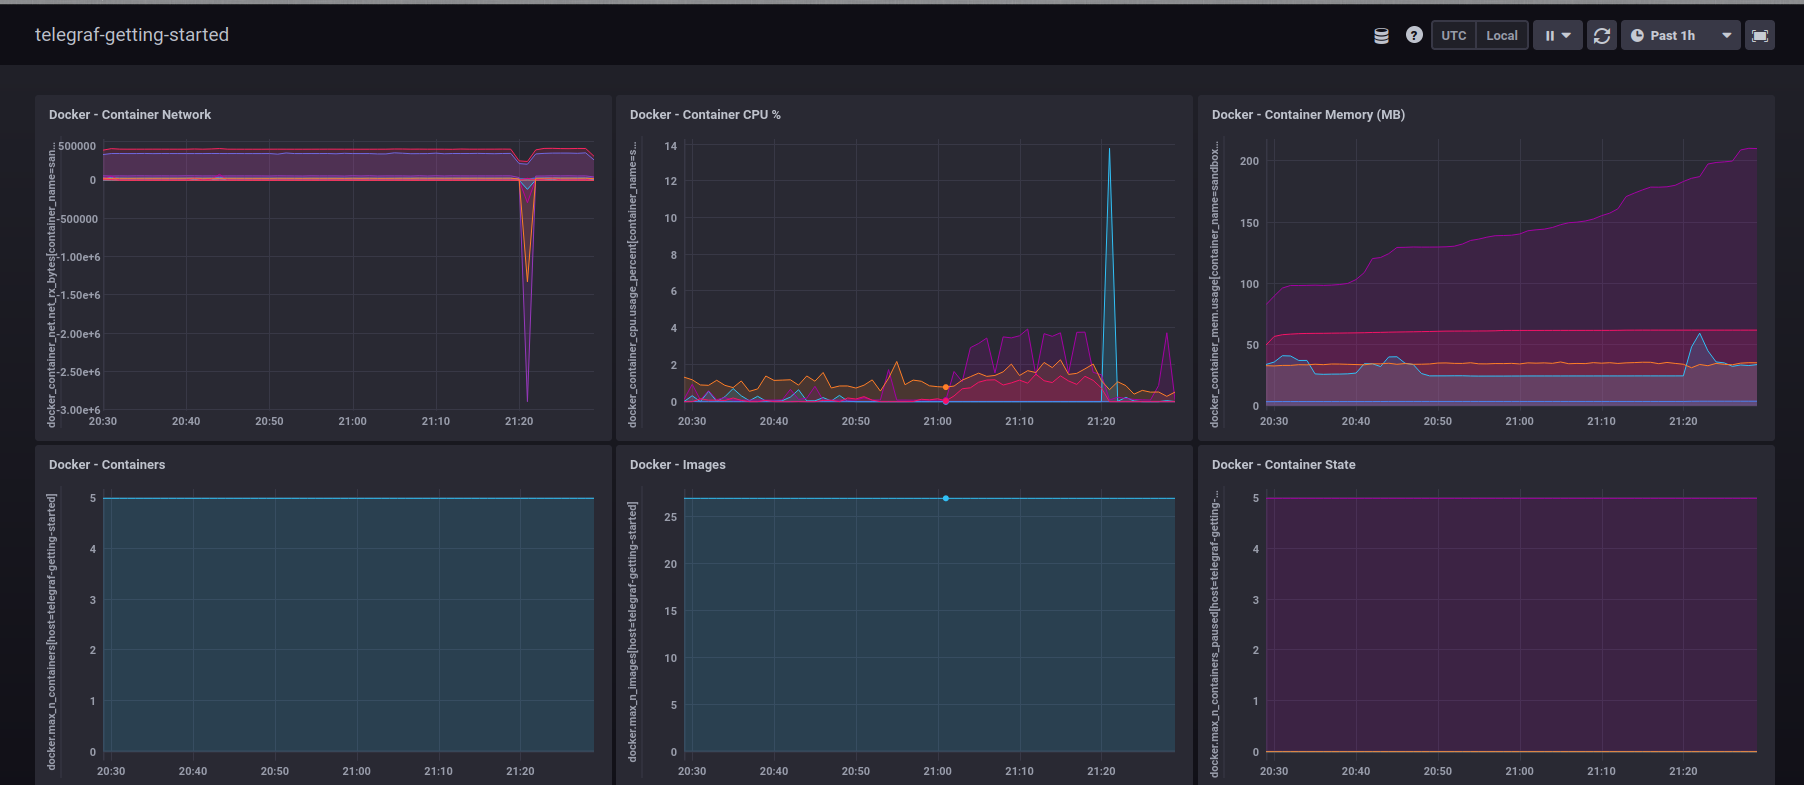 telegraf-getting-started
UTC Local Past 1h
Docker - Container Network
docker_container_net.net_rx_bytes[container_name=san...
500000
0
-500000
-1.00e+6
-1.50e+6
-2.00e+6
-2.50e+6
-3.00e+6
20:30 20:40 20:50 21:00 21:10 21:20
Docker - Container CPU %
docker_container_cpu.usage_percent[container_name=s...
14
12
10
8
6
4
2
0
20:30 20:40 20:50 21:00 21:10 21:20
Docker - Container Memory (MB)
docker_container_mem.usage[container_name=sandbox...
200
150
100
50
0
20:30 20:40 20:50 21:00 21:10 21:20
Docker - Containers
docker.max_n_containers[host=telegraf-getting-started]
5
4
3
2
1
0
20:30 20:40 20:50 21:00 21:10 21:20
Docker - Images
docker.max_n_images[host=telegraf-getting-started]
25
20
15
10
5
0
20:30 20:40 20:50 21:00 21:10 21:20
Docker - Container State
docker.max_n_containers_paused[host=telegraf-getting-...
5
4
3
2
1
0
20:30 20:40 20:50 21:00 21:10 21:20